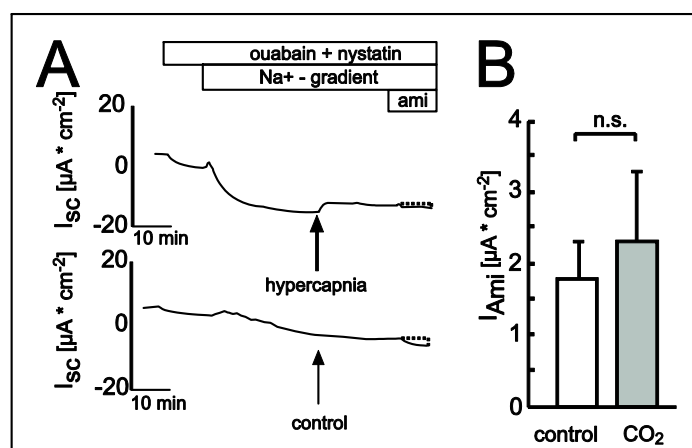 A
ouabain + nystatin
Na+ - gradient
ami
20
0
-20
ISC [µA * cm-2]
10 min
hypercapnia
20
0
-20
ISC [µA * cm-2]
10 min
control
B
n.s.
4
3
2
1
0
IAmi [µA * cm-2]
control
CO2